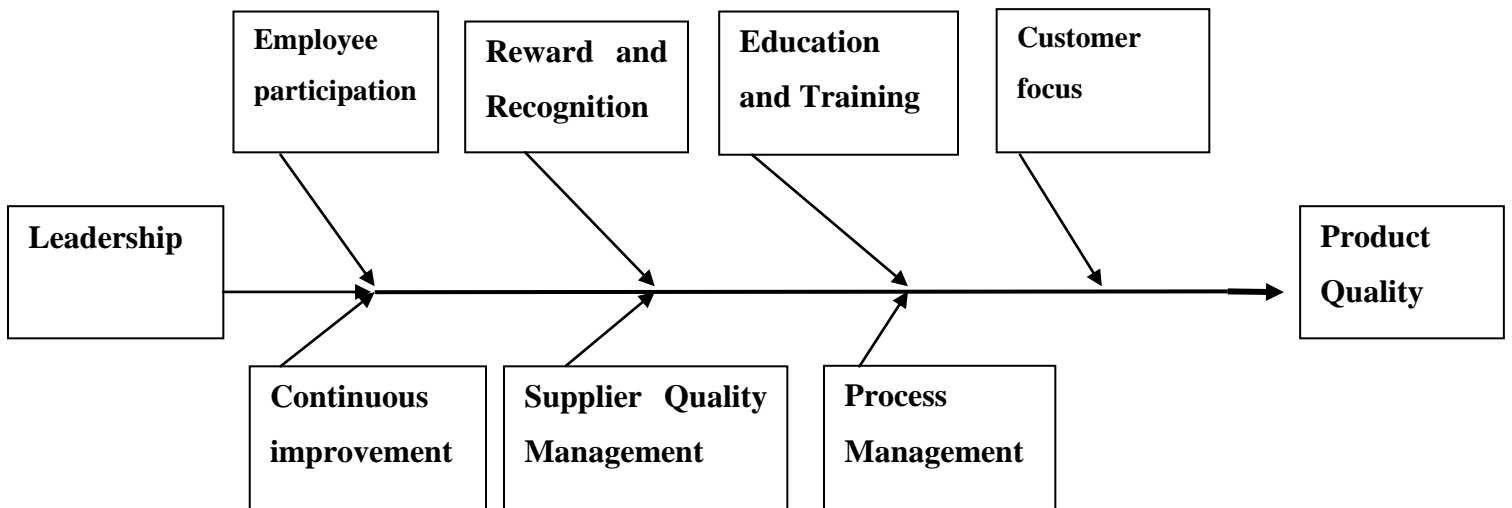 Employee
participation
Reward and
Recognition
Education
and Training
Customer
focus
Leadership
Product
Quality
Continuous
improvement
Supplier Quality
Management
Process
Management